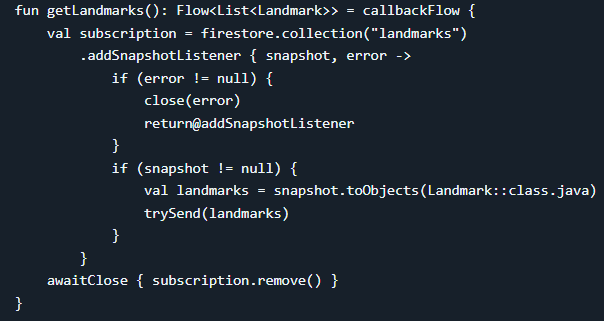 fun getLandmarks(): Flow<List<Landmark>> = callbackFlow {
    val subscription = firestore.collection("landmarks")
        .addSnapshotListener { snapshot, error ->
            if (error != null) {
                close(error)
                return@addSnapshotListener
            }
            if (snapshot != null) {
                val landmarks = snapshot.toObjects(Landmark::class.java)
                trySend(landmarks)
            }
        }
    awaitClose { subscription.remove() }
}